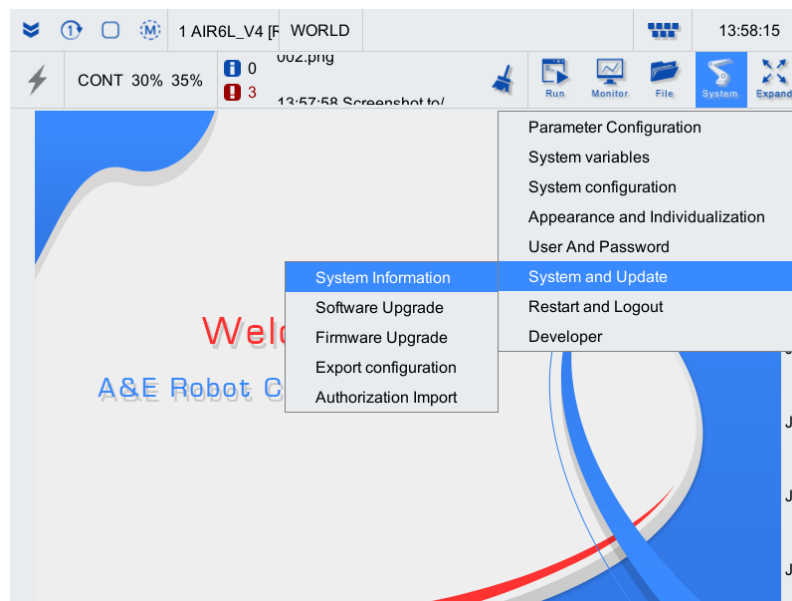 1 AIR6L_V4 [F WORLD 13:58:15
CONT 30% 35%
0
3
002.png
13:57:58 Screenshot to/
Run
Monitor
File
System
Expand
Parameter Configuration
System variables
System configuration
Appearance and Individualization
User And Password
System and Update
Restart and Logout
Developer
System Information
Software Upgrade
Firmware Upgrade
Export configuration
Authorization Import
Welc
A&E Robot C
J
J
J